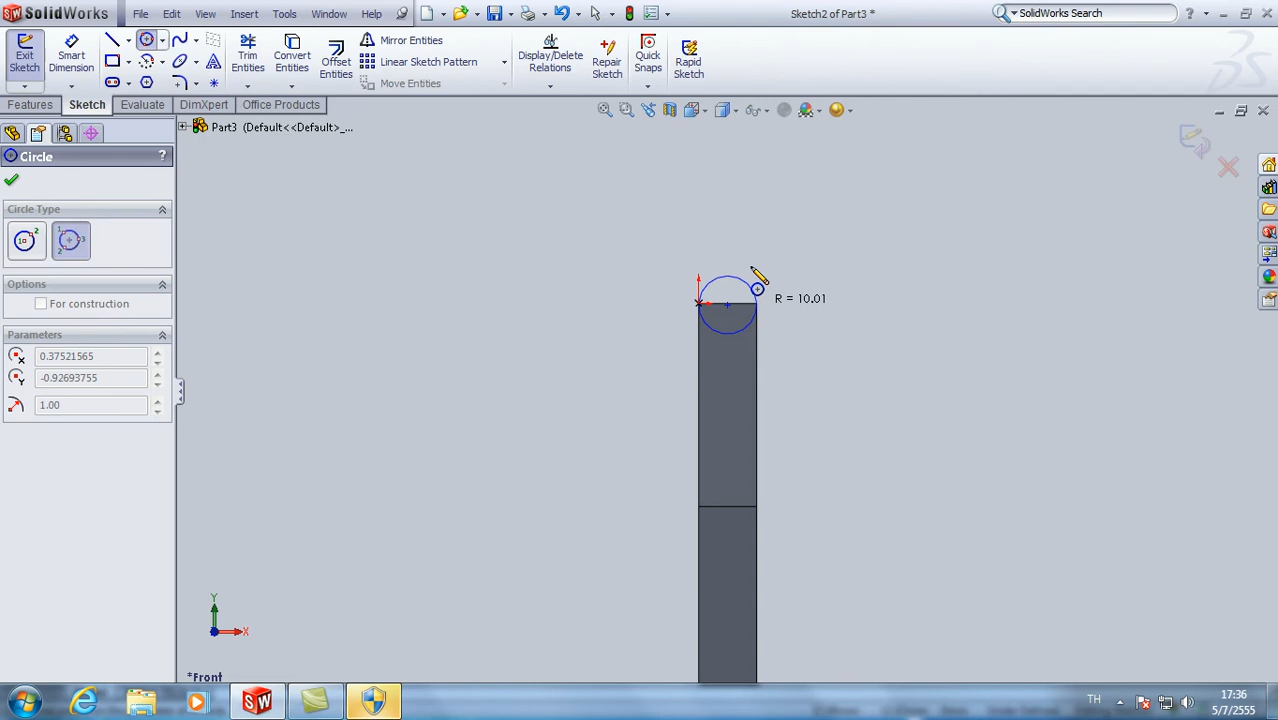 SolidWorks File Edit View Insert Tools Window Help Sketch2 of Part3 * SolidWorks Search
Exit Sketch
Smart Dimension
Trim Entities
Convert Entities
Offset Entities
Mirror Entities
Linear Sketch Pattern
Move Entities
Display/Delete Relations
Repair Sketch
Quick Snaps
Rapid Sketch
Features Sketch Evaluate DimXpert Office Products
Part3 (Default<<Default>_...
Circle ?
Circle Type
Options
For construction
Parameters
0.37521565
-0.92693755
1.00
R = 10.01
Y
X
*Front
TH 17:36
5/7/2555